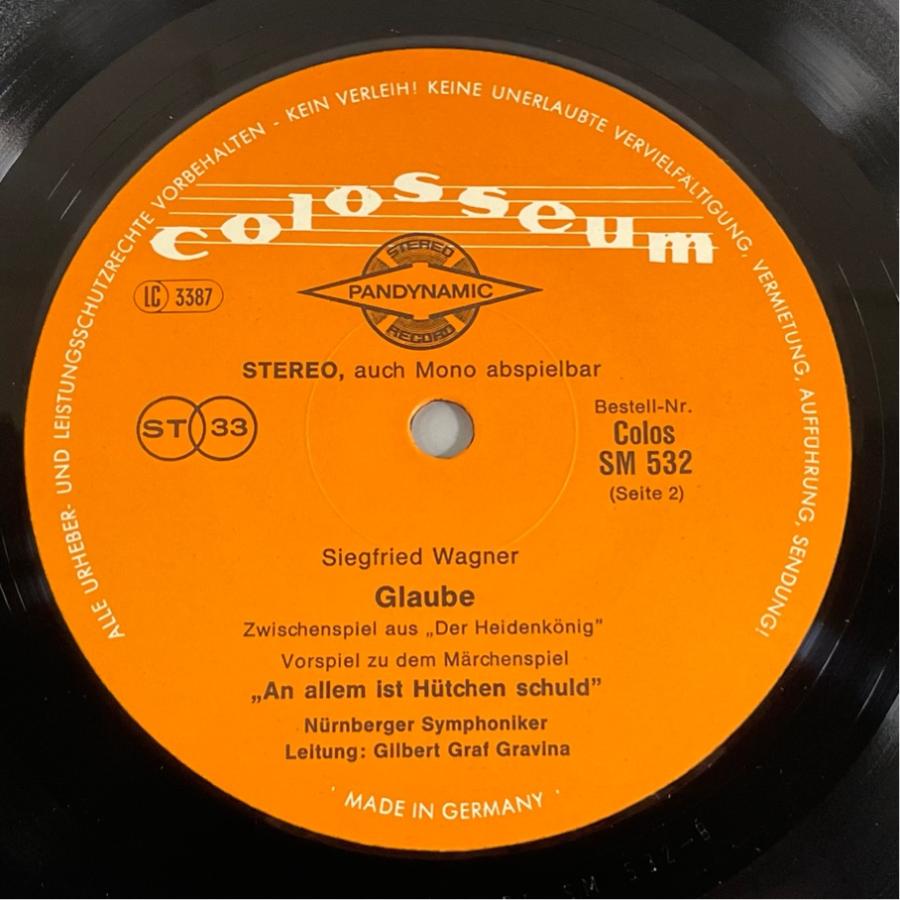 ALLE URHEBER- UND LEISTUNGSSCHUTZRECHTE VORBEHALTEN - KEIN VERLEIH! KEINE UNERLAUBTE VERVIELFÄLTIGUNG, VERMIETUNG, AUFFÜHRUNG, SENDUNG!
colosseum
STEREO
LC 3387
PANDYNAMIC
RECORD
STEREO, auch Mono abspielbar
ST 33
Bestell-Nr.
Colos
SM 532
(Seite 2)
Siegfried Wagner
Glaube
Zwischenspiel aus „Der Heidenkönig”
Vorspiel zu dem Märchenspiel
„An allem ist Hütchen schuld”
Nürnberger Symphoniker
Leitung: Gilbert Graf Gravina
MADE IN GERMANY
SM 532-